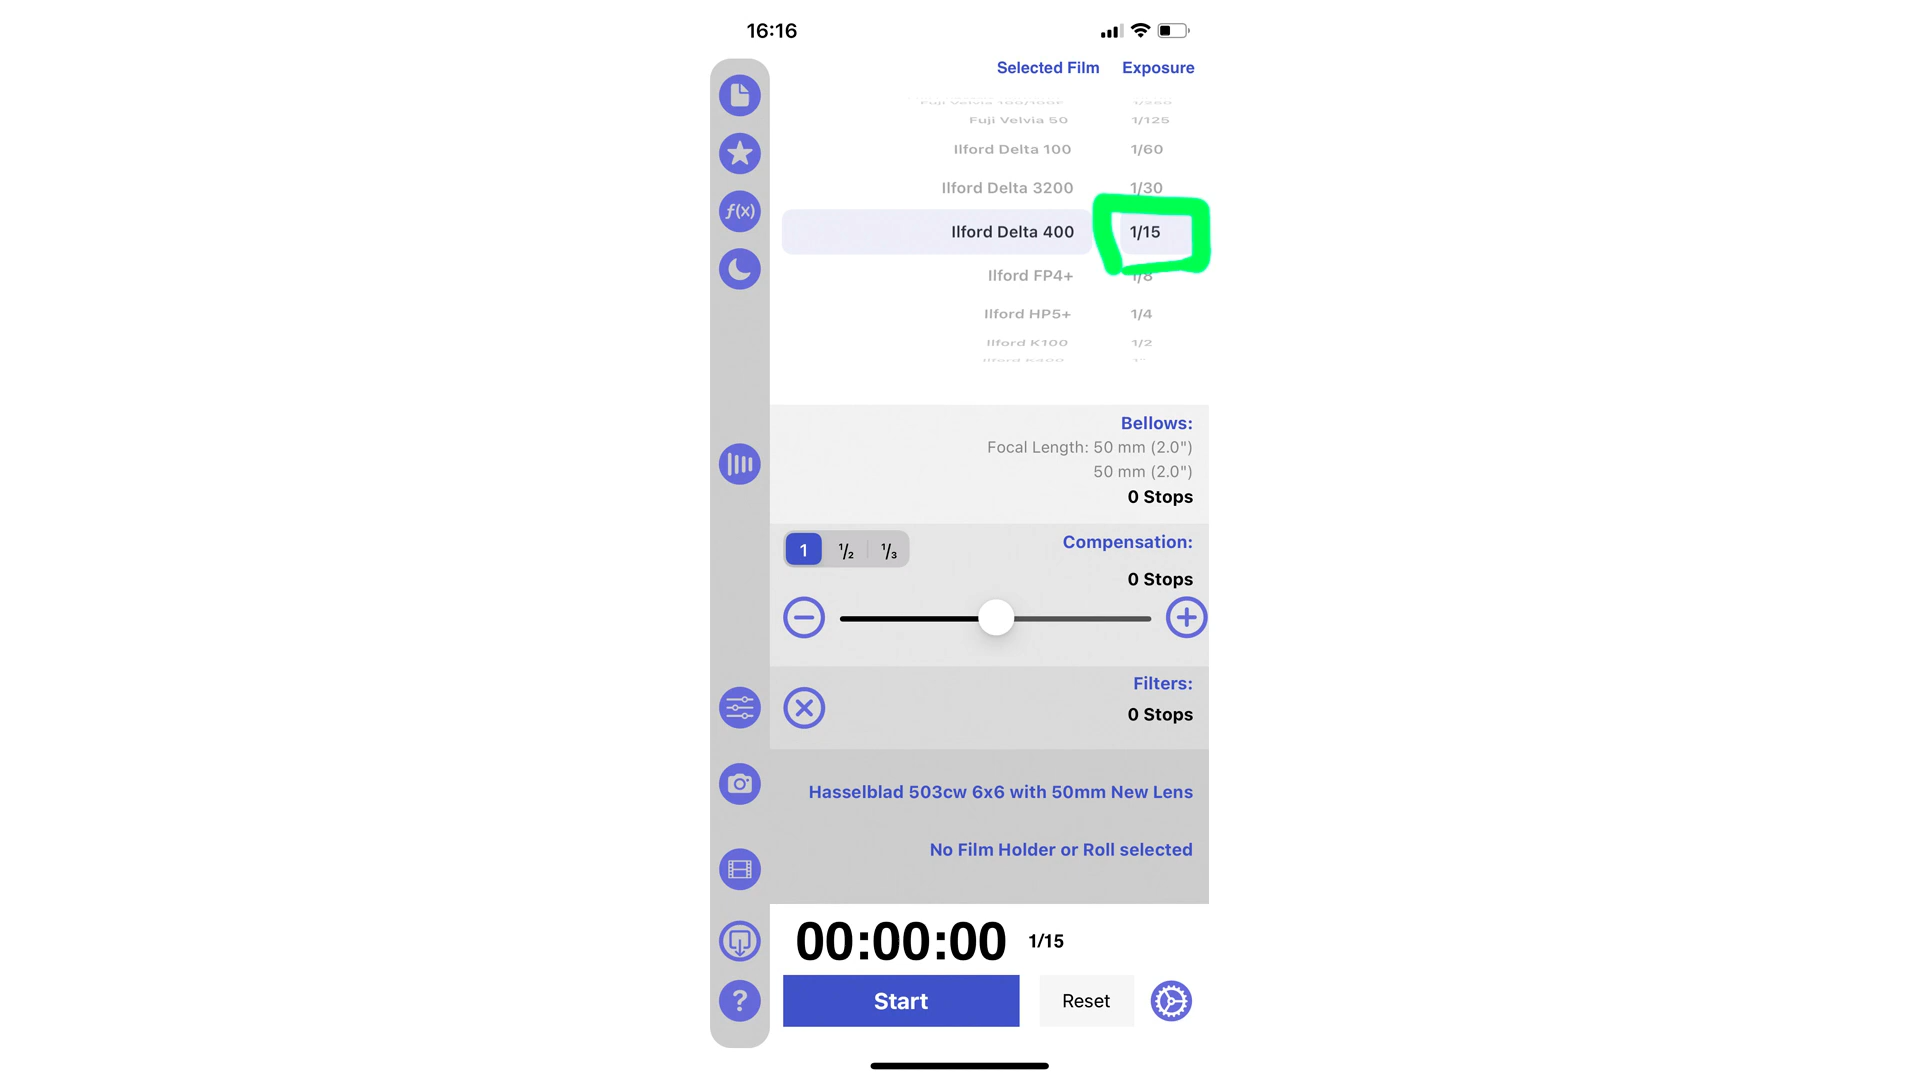 16:16
Selected Film Exposure
Fuji Velvia 50 1/125
Ilford Delta 100 1/60
Ilford Delta 3200 1/30
Ilford Delta 400 1/15
Ilford FP4+ 1/8
Ilford HP5+ 1/4
Ilford K100 1/2
f(x)
Bellows:
Focal Length: 50 mm (2.0")
50 mm (2.0")
0 Stops
1 1/2 1/3
Compensation:
0 Stops
Filters:
0 Stops
Hasselblad 503cw 6x6 with 50mm New Lens
No Film Holder or Roll selected
00:00:00 1/15
? Start Reset